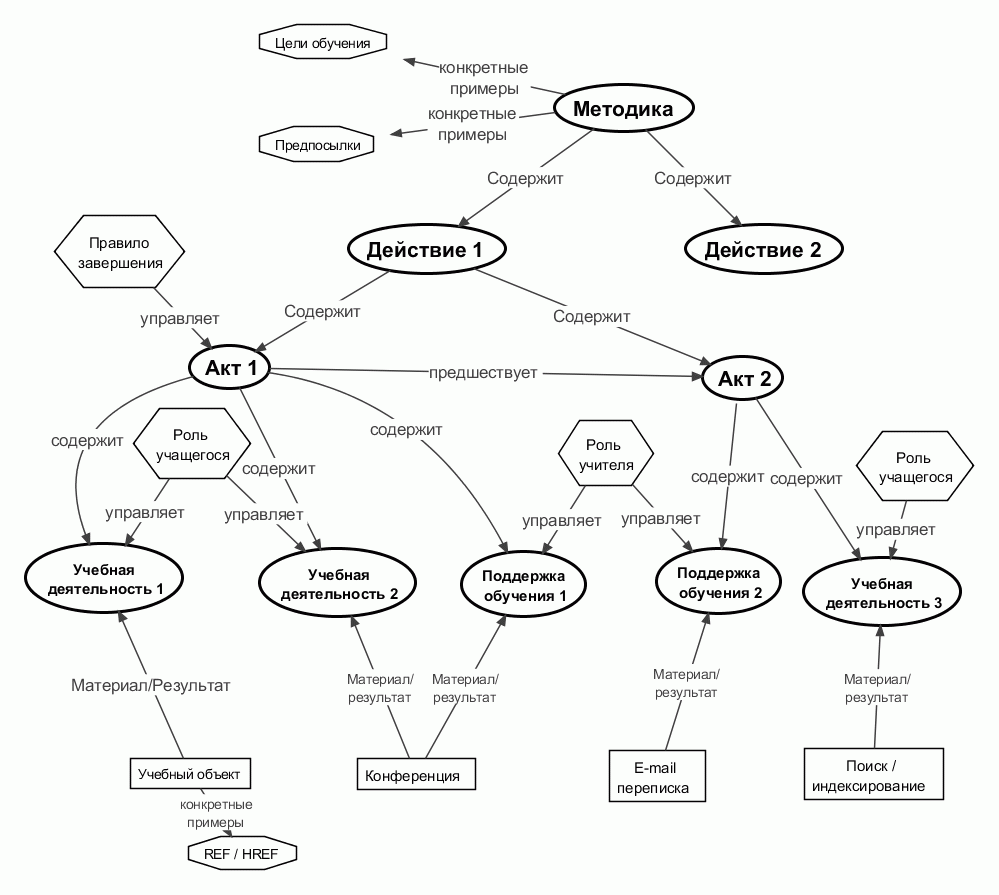 Цели обучения
конкретные
примеры
Методика
конкретные
примеры
Предпосылки
Содержит
Содержит
Правило
завершения
Действие 1
Действие 2
управляет
Содержит
Содержит
Акт 1
предшествует
Акт 2
содержит
Роль
учащегося
содержит
содержит
Роль
учителя
содержит
содержит
Роль
учащегося
управляет
управляет
управляет
управляет
управляет
Учебная
деятельность 1
Учебная
деятельность 2
Поддержка
обучения 1
Поддержка
обучения 2
Учебная
деятельность 3
Материал/Результат
Материал/
результат
Материал/
результат
Материал/
результат
Материал/
результат
Учебный объект
Конференция
E-mail
переписка
Поиск /
индексирование
конкретные
примеры
REF / HREF